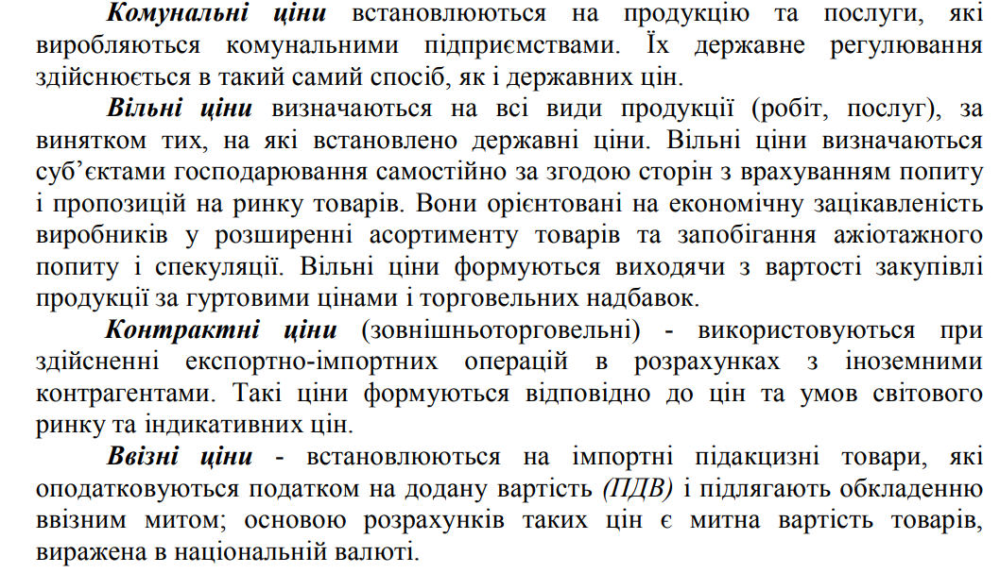 Комунальні ціни встановлюються на продукцію та послуги, які
виробляються комунальними підприємствами. Їх державне регулювання
здійснюється в такий самий спосіб, як і державних цін.
Вільні ціни визначаються на всі види продукції (робіт, послуг), за
винятком тих, на які встановлено державні ціни. Вільні ціни визначаються
суб’єктами господарювання самостійно за згодою сторін з врахуванням попиту
і пропозицій на ринку товарів. Вони орієнтовані на економічну зацікавленість
виробників у розширенні асортименту товарів та запобігання ажіотажного
попиту і спекуляції. Вільні ціни формуються виходячи з вартості закупівлі
продукції за гуртовими цінами і торговельних надбавок.
Контрактні ціни (зовнішньоторговельні) - використовуються при
здійсненні експортно-імпортних операцій в розрахунках з іноземними
контрагентами. Такі ціни формуються відповідно до цін та умов світового
ринку та індикативних цін.
Ввізні ціни - встановлюються на імпортні підакцизні товари, які
оподатковуються податком на додану вартість (ПДВ) і підлягають обкладенню
ввізним митом; основою розрахунків таких цін є митна вартість товарів,
виражена в національній валюті.